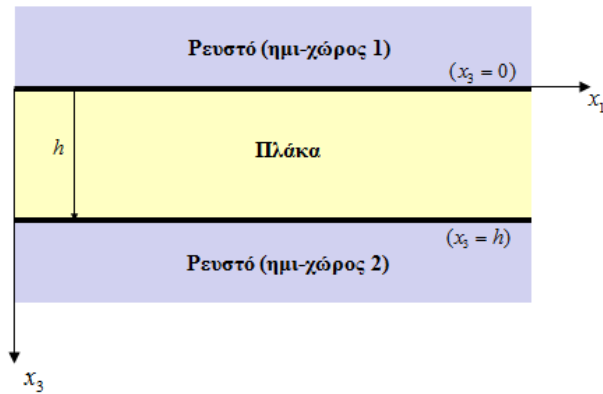 Ρευστό (ημι-χώρος 1)
(x₃ = 0)
x₁
h
Πλάκα
(x₃ = h)
Ρευστό (ημι-χώρος 2)
x₃